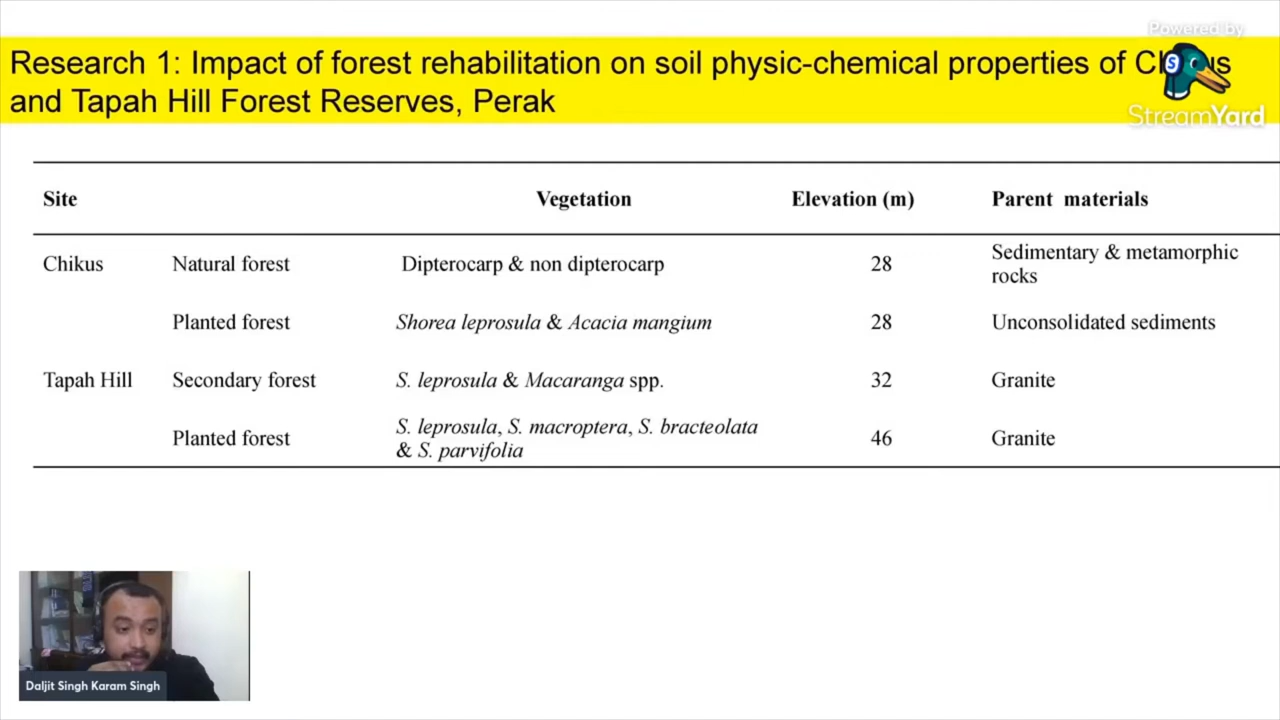 Powered by
Research 1: Impact of forest rehabilitation on soil physic-chemical properties of
and Tapah Hill Forest Reserves, Perak
StreamYard
Site Vegetation Elevation (m) Parent materials
Chikus Natural forest Dipterocarp & non dipterocarp 28 Sedimentary & metamorphic
rocks
Planted forest Shorea leprosula & Acacia mangium 28 Unconsolidated sediments
Tapah Hill Secondary forest S. leprosula & Macaranga spp. 32 Granite
Planted forest S. leprosula, S. macroptera, S. bracteolata
& S. parvifolia 46 Granite
Daljit Singh Karam Singh